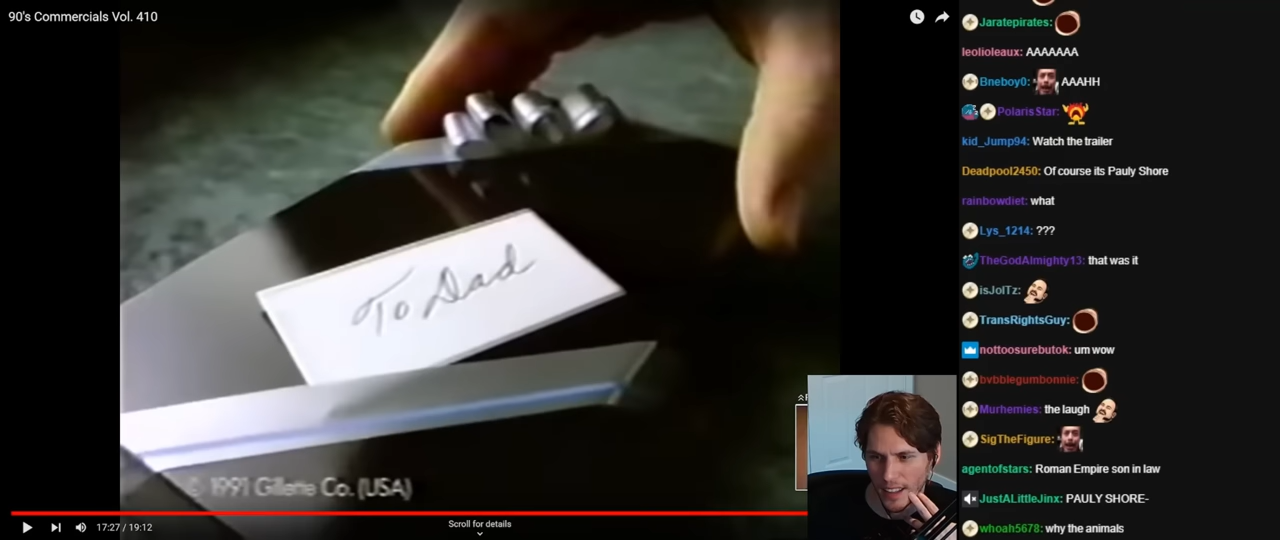 90's Commercials Vol. 410
To Dad
© 1991 Gillette Co. (USA)
17:27 / 19:12
Scroll for details
Jaratepirates:
leolioleaux: AAAAAAA
Bneboy0: AAAHH
PolarisStar:
kid_Jump94: Watch the trailer
Deadpool2450: Of course its Pauly Shore
rainbowdiet: what
Lys_1214: ???
TheGodAlmighty13: that was it
isJolTz:
TransRightsGuy:
nottoosurebutok: um wow
bvbblegumbonnie:
Murhemies: the laugh
SigTheFigure:
agentofstars: Roman Empire son in law
JustALittleJinx: PAULY SHORE-
whoah5678: why the animals